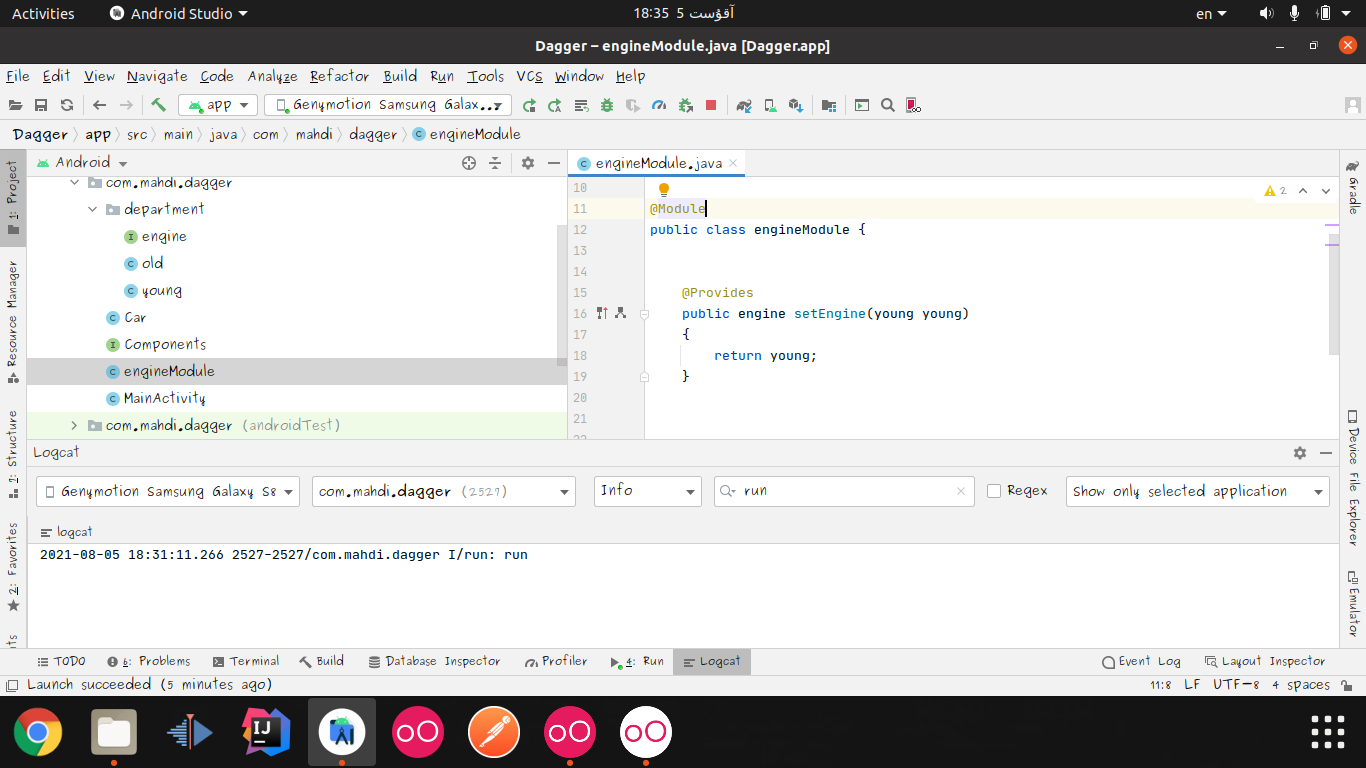 Activities Android Studio 18:35 5 آقۇست en
Dagger – engineModule.java [Dagger.app]
File Edit View Navigate Code Analyze Refactor Build Run Tools VCS Window Help
app Genymotion Samsung Galax...
Dagger app src main java com mahdi dagger engineModule
1: Project
Resource Manager
Z: Structure
2: Favorites
Android
com.mahdi.dagger
department
engine
old
young
Car
Components
engineModule
MainActivity
com.mahdi.dagger (androidTest)
engineModule.java
2
10
11 @Module
12 public class engineModule {
13
14
15 @Provides
16 public engine setEngine(young young)
17 {
18 return young;
19 }
20
21
Gradle
Device File Explorer
Emulator
Logcat
Genymotion Samsung Galaxy S8 com.mahdi.dagger (2527) Info run Regex Show only selected application
logcat
2021-08-05 18:31:11.266 2527-2527/com.mahdi.dagger I/run: run
TODO 6: Problems Terminal Build Database Inspector Profiler 4: Run Logcat Event Log Layout Inspector
Launch succeeded (5 minutes ago) 11:8 LF UTF-8 4 spaces